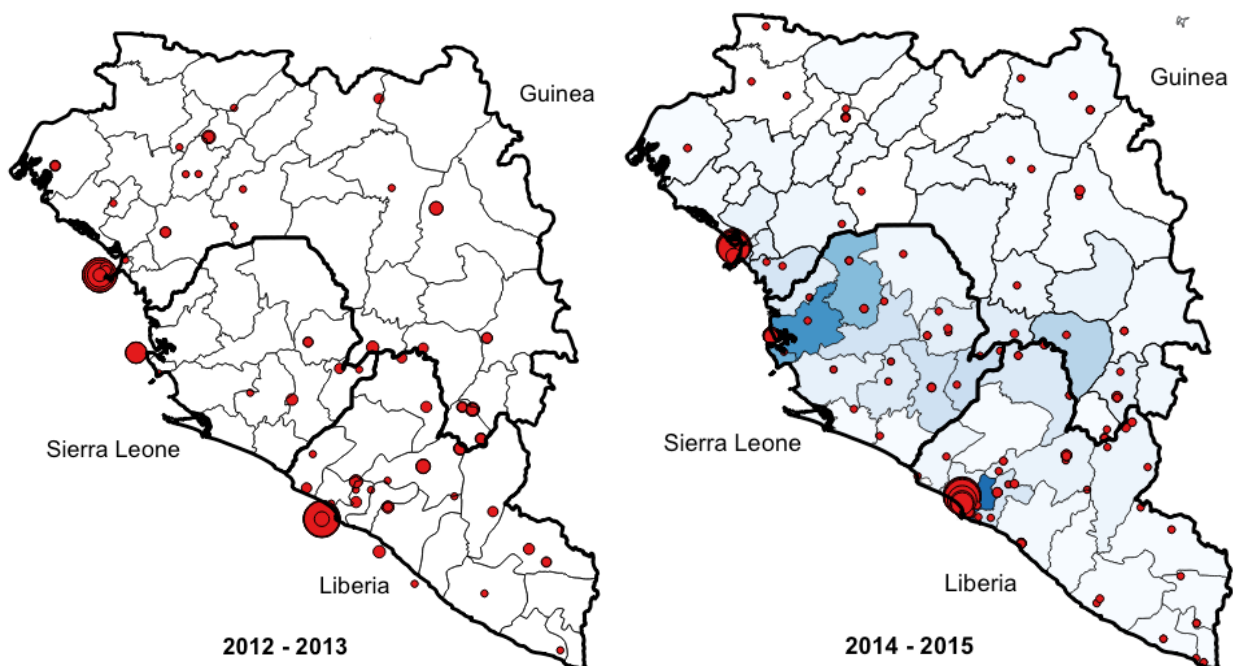 Guinea
Sierra Leone
Liberia
2012 - 2013
Guinea
Sierra Leone
Liberia
2014 - 2015